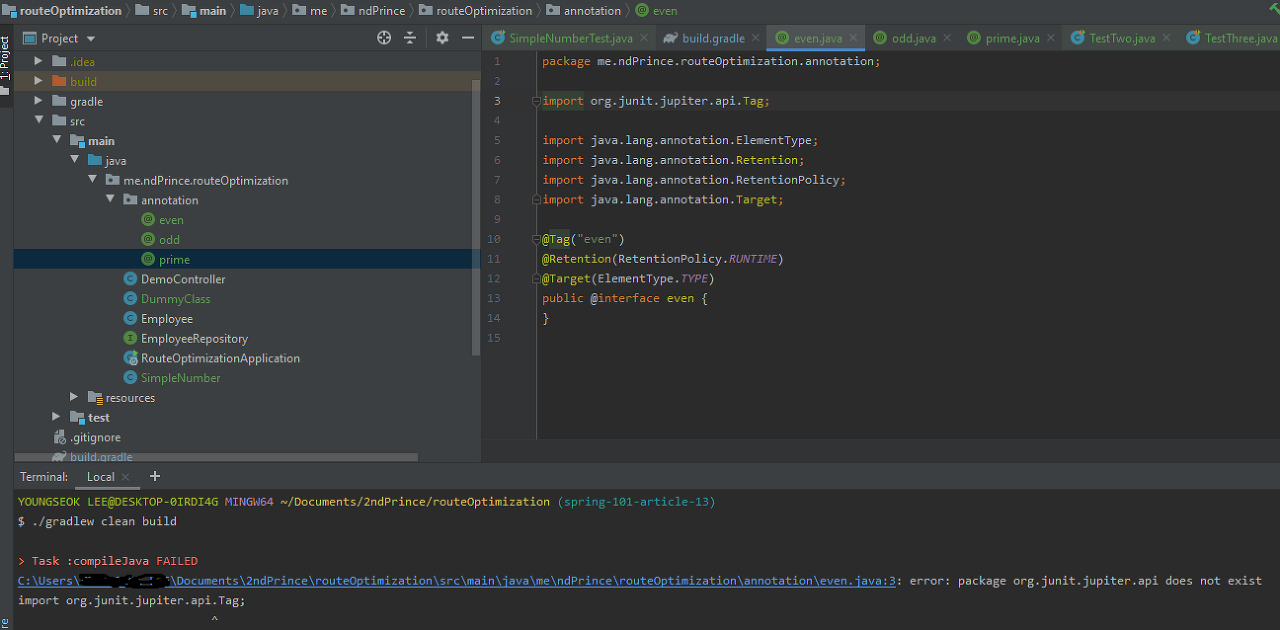 routeOptimization src main java me ndPrince routeOptimization annotation even
1: Project
Project
SimpleNumberTest.java build.gradle even.java odd.java prime.java TestTwo.java TestThree.java
.idea
build
gradle
src
main
java
me.ndPrince.routeOptimization
annotation
even
odd
prime
DemoController
DummyClass
Employee
EmployeeRepository
RouteOptimizationApplication
SimpleNumber
resources
test
.gitignore
build.gradle
1 package me.ndPrince.routeOptimization.annotation;
2
3 import org.junit.jupiter.api.Tag;
4
5 import java.lang.annotation.ElementType;
6 import java.lang.annotation.Retention;
7 import java.lang.annotation.RetentionPolicy;
8 import java.lang.annotation.Target;
9
10 @Tag("even")
11 @Retention(RetentionPolicy.RUNTIME)
12 @Target(ElementType.TYPE)
13 public @interface even {
14 }
15
Terminal: Local +
YOUNGSEOK LEE@DESKTOP-0IRDI4G MINGW64 ~/Documents/2ndPrince/routeOptimization (spring-101-article-13)
$ ./gradlew clean build
> Task :compileJava FAILED
C:\Users\ \Documents\2ndPrince\routeOptimization\src\main\java\me\ndPrince\routeOptimization\annotation\even.java:3: error: package org.junit.jupiter.api does not exist
import org.junit.jupiter.api.Tag;
^